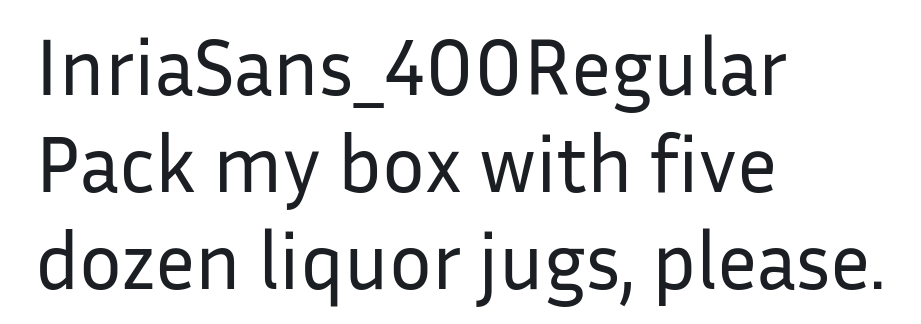 InriaSans_400Regular
Pack my box with five
dozen liquor jugs, please.